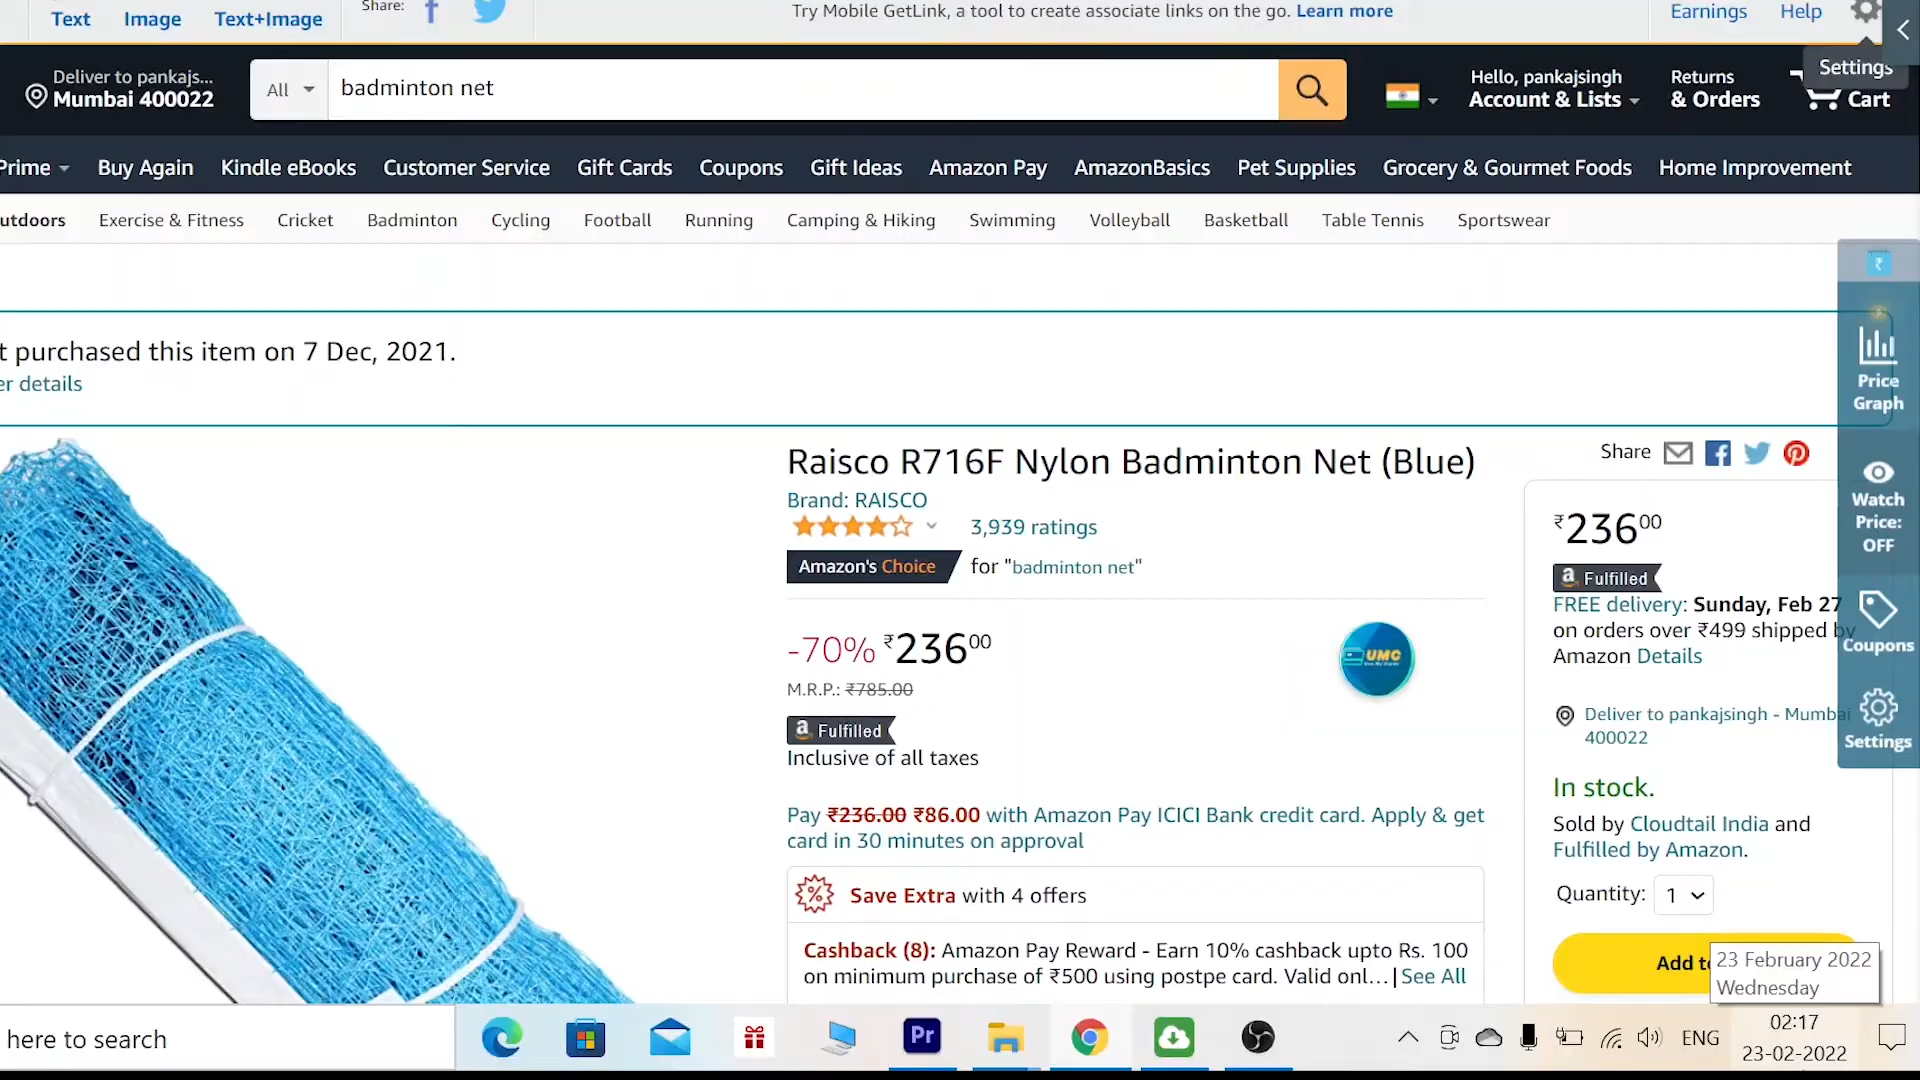 Text Image Text+Image Share: Try Mobile GetLink, a tool to create associate links on the go. Learn more Earnings Help
Settings
Deliver to pankajs...
Mumbai 400022
All badminton net
Hello, pankajsingh
Account & Lists
Returns
& Orders
Cart
Prime Buy Again Kindle eBooks Customer Service Gift Cards Coupons Gift Ideas Amazon Pay AmazonBasics Pet Supplies Grocery & Gourmet Foods Home Improvement
utdoors Exercise & Fitness Cricket Badminton Cycling Football Running Camping & Hiking Swimming Volleyball Basketball Table Tennis Sportswear
t purchased this item on 7 Dec, 2021.
er details
Raisco R716F Nylon Badminton Net (Blue)
Brand: RAISCO
3,939 ratings
Amazon's Choice for "badminton net"
-70% ₹23600
M.R.P.: ₹785.00
a Fulfilled
Inclusive of all taxes
UMC
Pay ₹236.00 ₹86.00 with Amazon Pay ICICI Bank credit card. Apply & get
card in 30 minutes on approval
Save Extra with 4 offers
Cashback (8): Amazon Pay Reward - Earn 10% cashback upto Rs. 100
on minimum purchase of ₹500 using postpe card. Valid onl... | See All
Share
₹23600
a Fulfilled
FREE delivery: Sunday, Feb 27
on orders over ₹499 shipped by
Amazon Details
Deliver to pankajsingh - Mumbai
400022
In stock.
Sold by Cloudtail India and
Fulfilled by Amazon.
Quantity: 1
Add to
23 February 2022
Wednesday
₹
Price
Graph
Watch
Price:
OFF
Coupons
Settings
here to search
Pr
ENG
02:17
23-02-2022